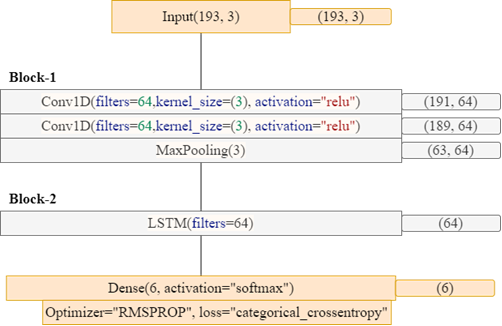 Input(193, 3) (193, 3)
Block-1
Conv1D(filters=64,kernel_size=(3), activation="relu") (191, 64)
Conv1D(filters=64,kernel_size=(3), activation="relu") (189, 64)
MaxPooling(3) (63, 64)
Block-2
LSTM(filters=64) (64)
Dense(6, activation="softmax") (6)
Optimizer="RMSPROP", loss="categorical_crossentropy"